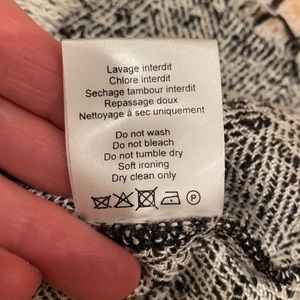 Lavage interdit
Chlore interdit
Sechage tambour interdit
Repassage doux
Nettoyage à sec uniquement
Do not wash
Do not bleach
Do not tumble dry
Soft ironing
Dry clean only
P